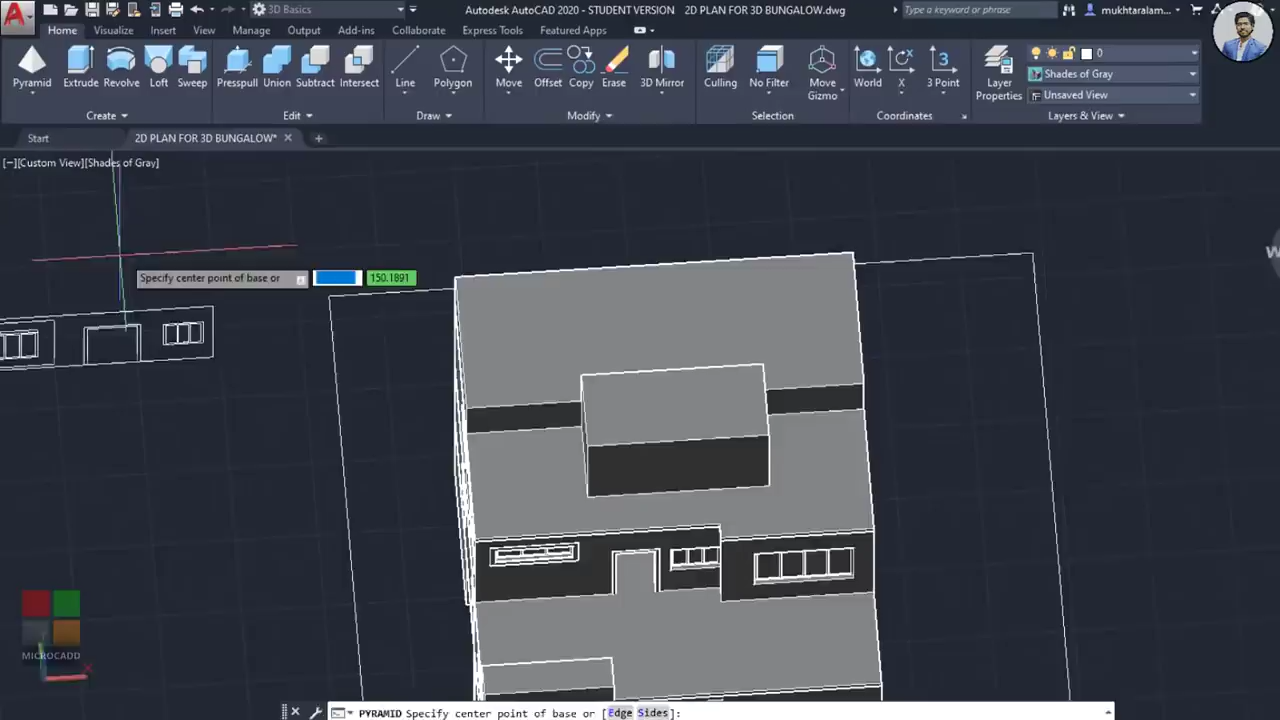 3D Basics
Autodesk AutoCAD 2020 - STUDENT VERSION 2D PLAN FOR 3D BUNGALOW.dwg
Type a keyword or phrase
mukhtaralam...
Home Visualize Insert View Manage Output Add-ins Collaborate Express Tools Featured Apps
Pyramid Extrude Revolve Loft Sweep Presspull Union Subtract Intersect Line Polygon Move Offset Copy Erase 3D Mirror Culling No Filter Move Gizmo World X 3 Point Layer Properties
0
Shades of Gray
Unsaved View
Create Edit Draw Modify Selection Coordinates Layers & View
Start 2D PLAN FOR 3D BUNGALOW*
[−][Custom View][Shades of Gray]
Specify center point of base or 150.1891
MICROCADD
PYRAMID Specify center point of base or [Edge Sides]: